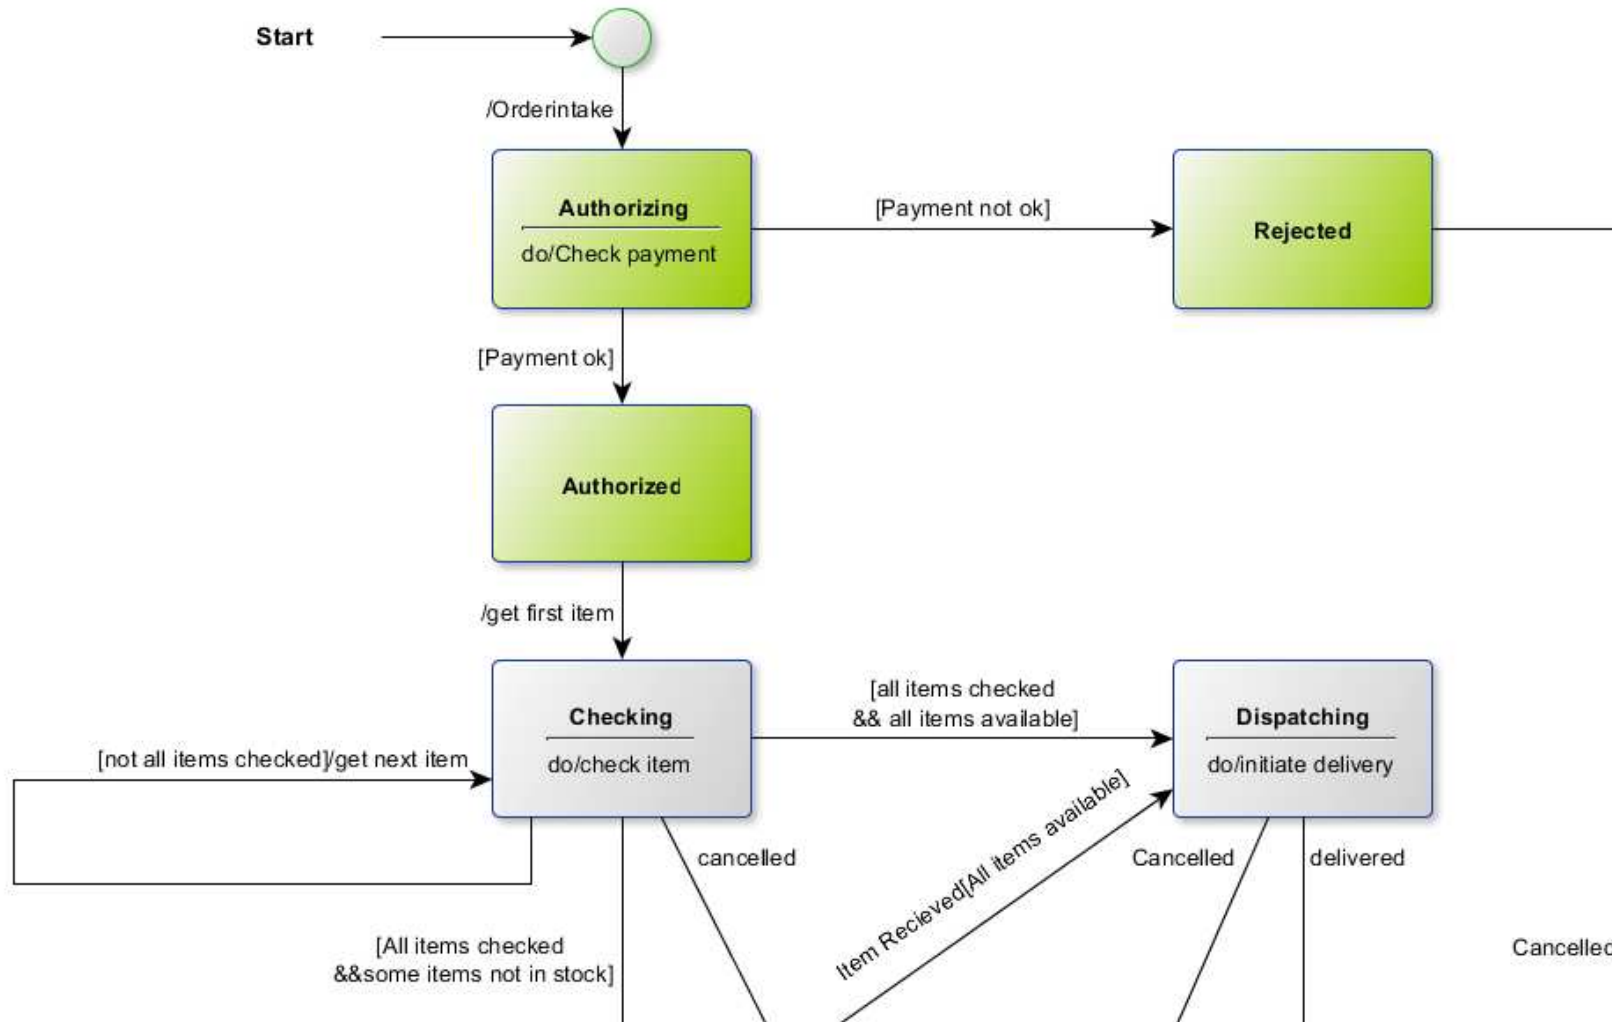 Start
/Orderintake
Authorizing
do/Check payment
[Payment not ok]
Rejected
[Payment ok]
Authorized
/get first item
Checking
do/check item
[all items checked
&& all items available]
Dispatching
do/initiate delivery
[not all items checked]/get next item
cancelled
Item Recieved[All items available]
Cancelled
delivered
[All items checked
&&some items not in stock]
Cancelled